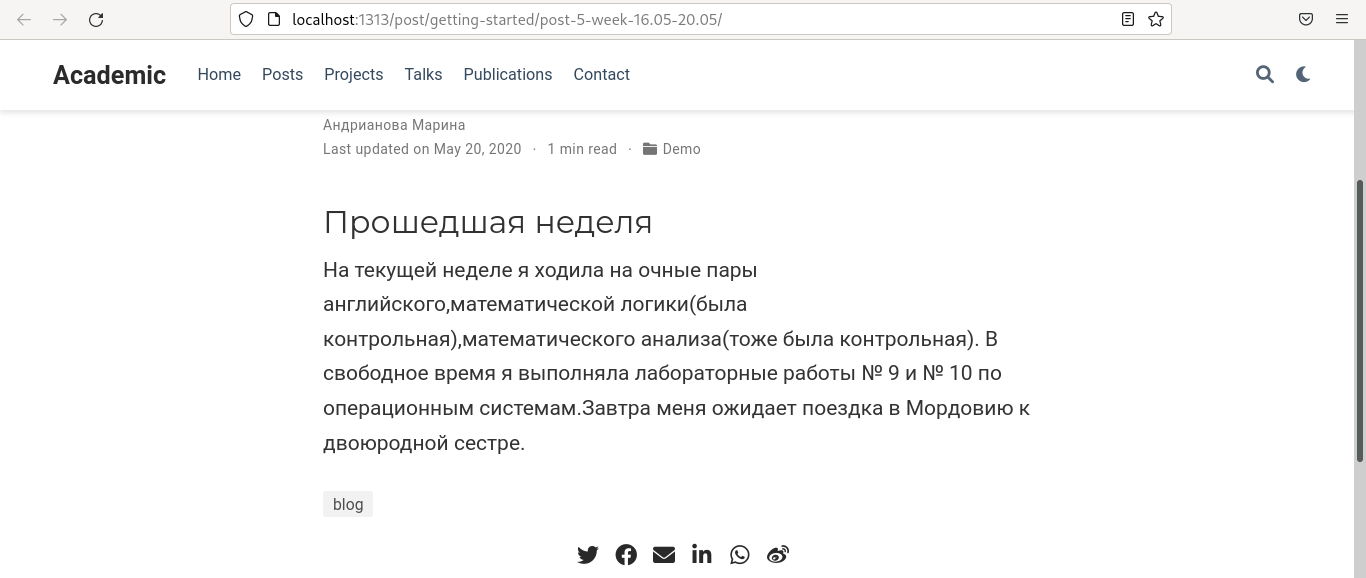 localhost:1313/post/getting-started/post-5-week-16.05-20.05/
Academic Home Posts Projects Talks Publications Contact
Андрианова Марина
Last updated on May 20, 2020 · 1 min read · Demo
Прошедшая неделя
На текущей неделе я ходила на очные пары
английского,математической логики(была
контрольная),математического анализа(тоже была контрольная). В
свободное время я выполняла лабораторные работы № 9 и № 10 по
операционным системам.Завтра меня ожидает поездка в Мордовию к
двоюродной сестре.
blog